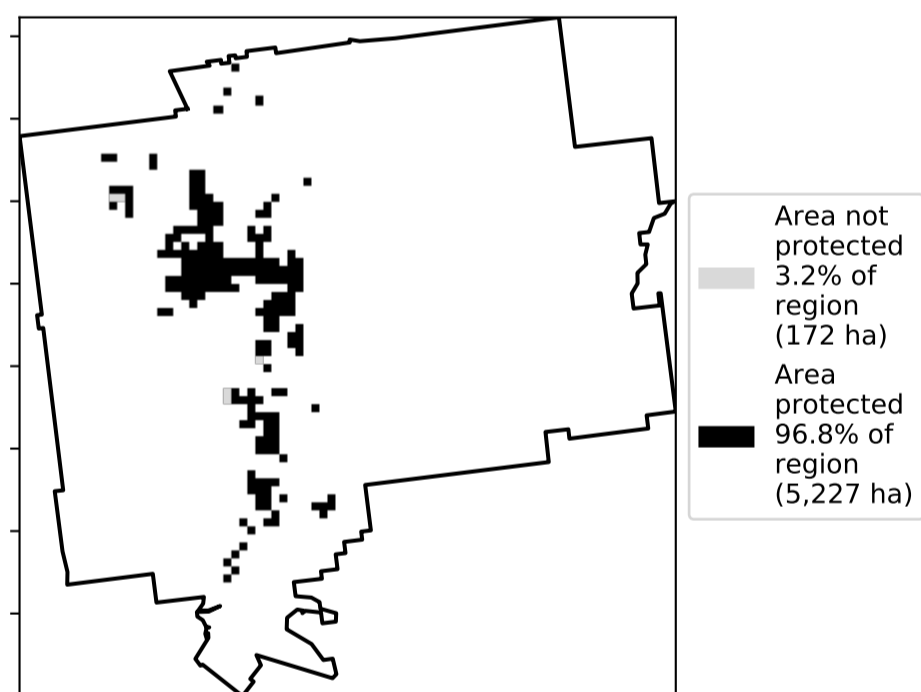 Area not
protected
3.2% of
region
(172 ha)
Area
protected
96.8% of
region
(5,227 ha)